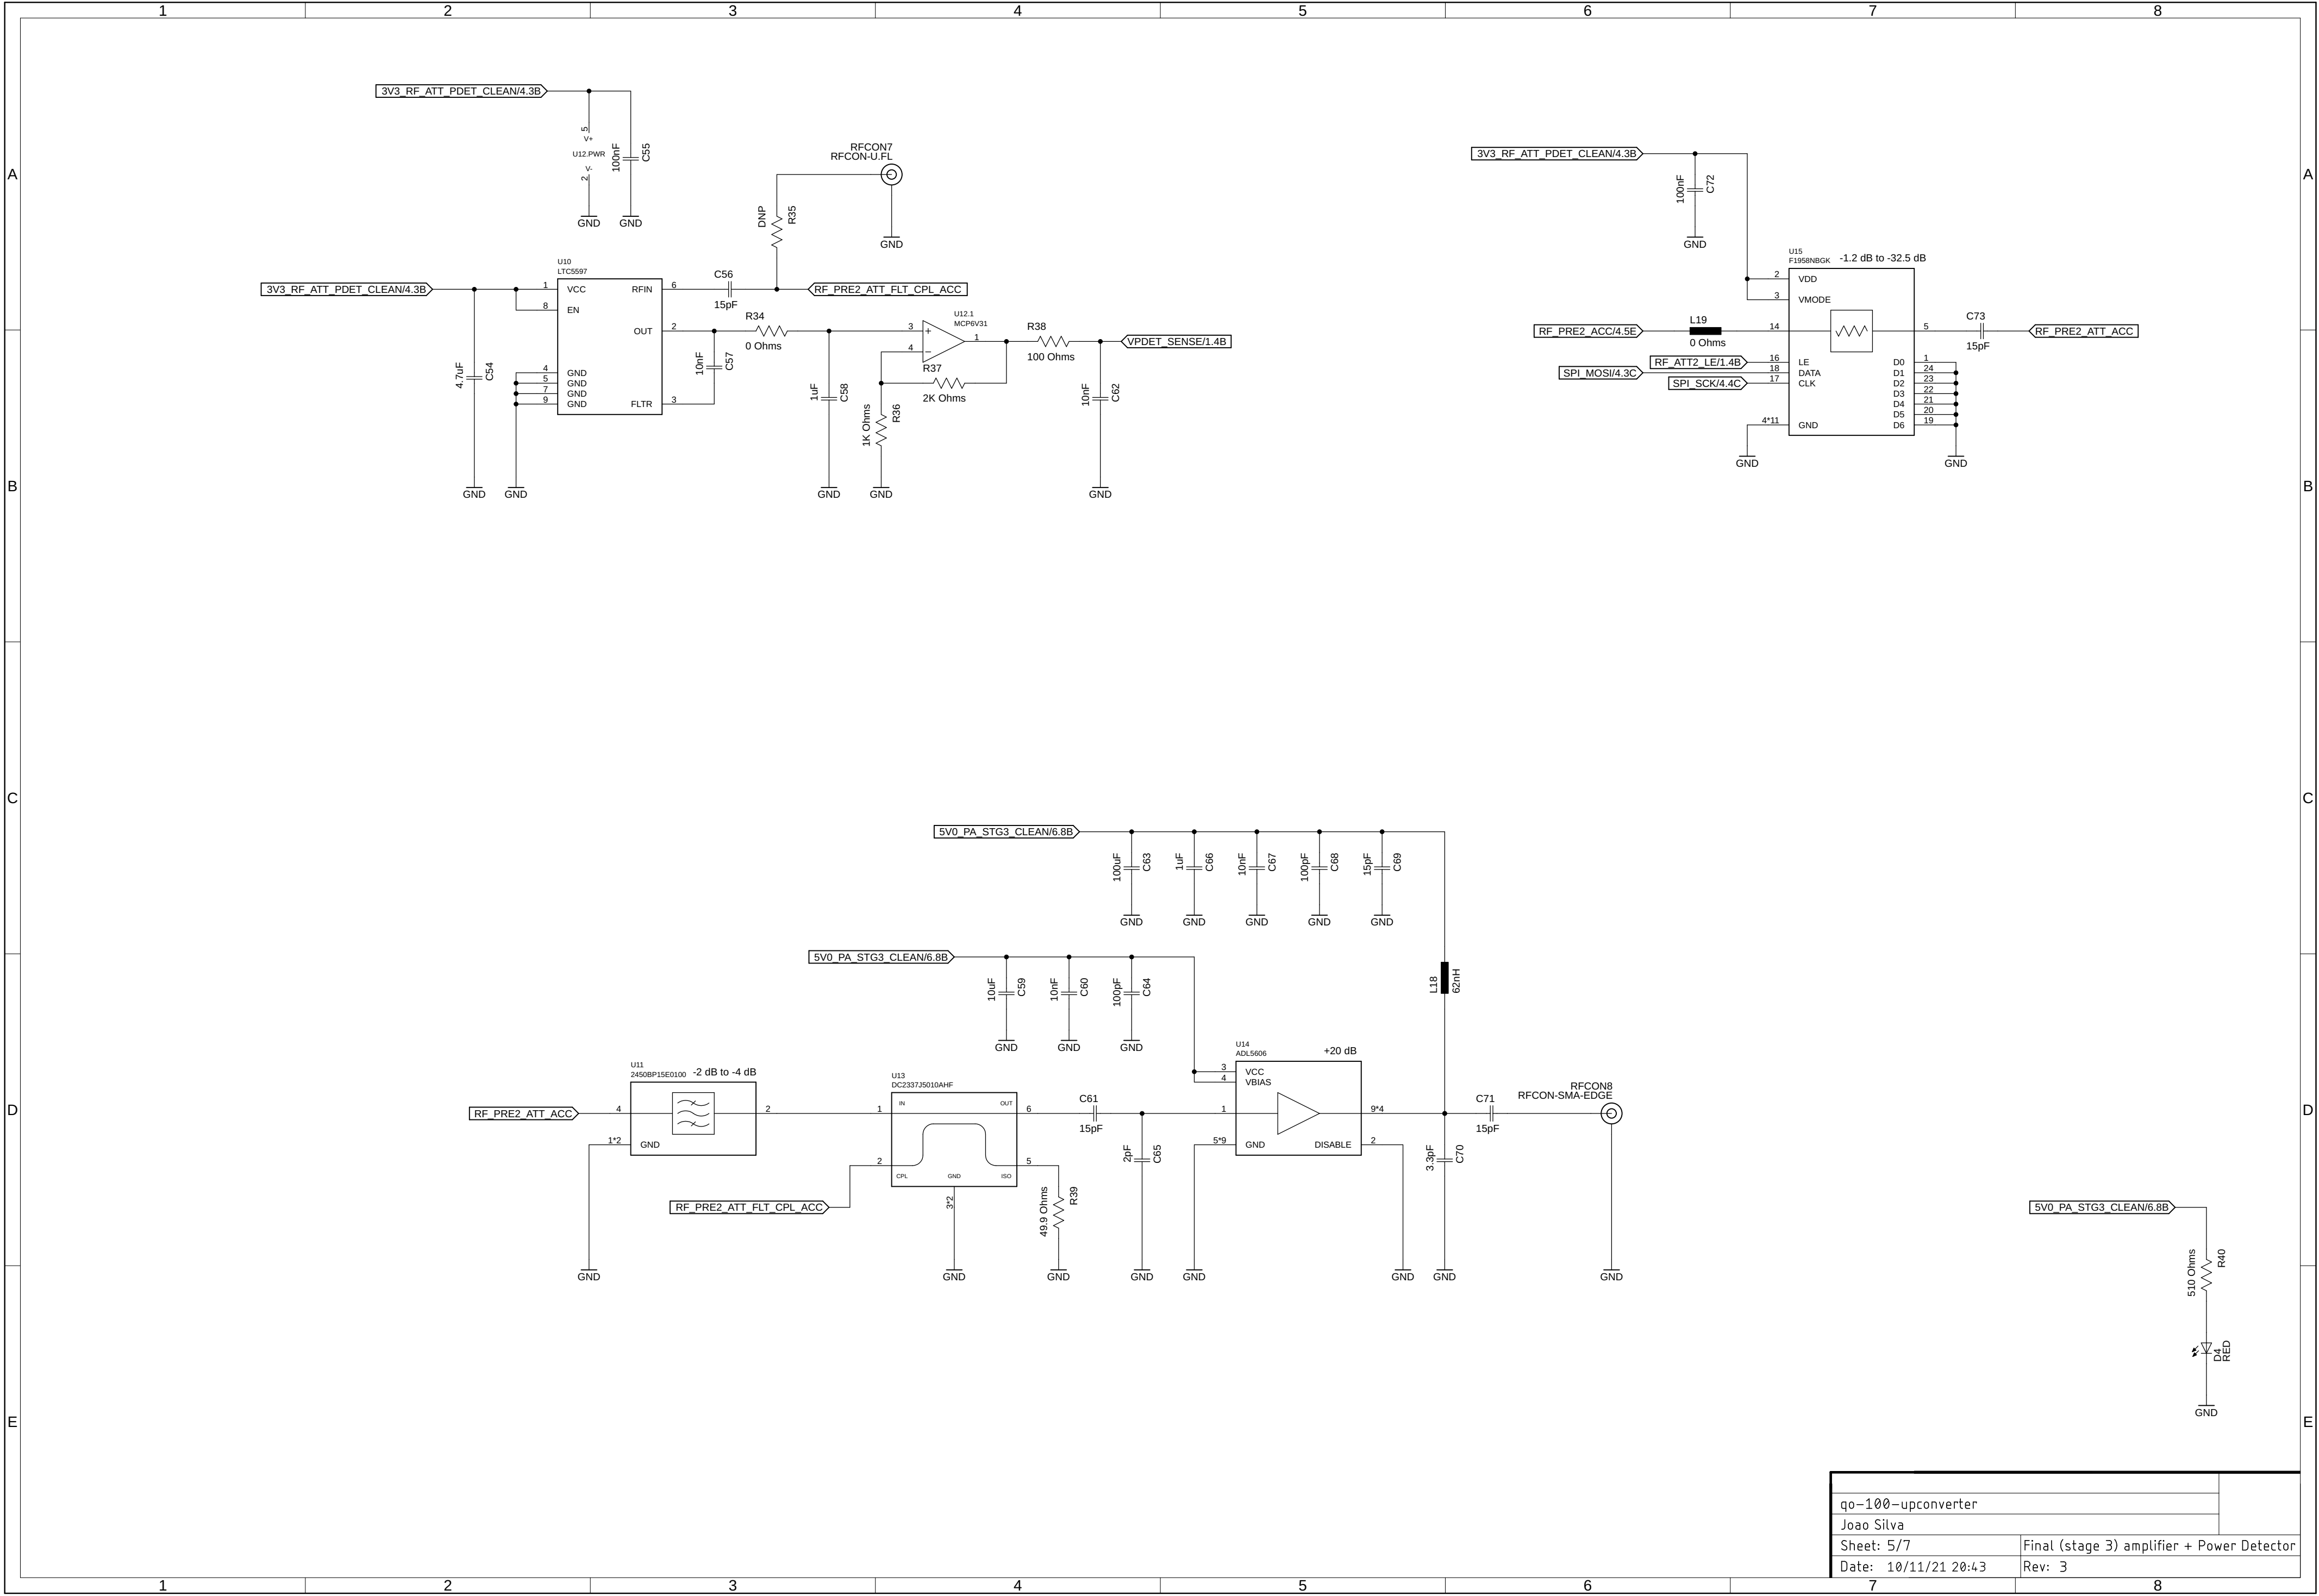 1 2 3 4 5 6 7 8
A
B
C
D
E
A
B
C
D
E
3V3_RF_ATT_PDET_CLEAN/4.3B
5
V+
U12.PWR
V-
2
100nF
C55
GND
GND
RFCON7
RFCON-U.FL
GND
DNP
R35
U10
LTC5597
3V3_RF_ATT_PDET_CLEAN/4.3B
1 VCC RFIN 6
8 EN
OUT 2
4 GND
5 GND
7 GND
9 GND FLTR 3
C56
15pF
RF_PRE2_ATT_FLT_CPL_ACC
R34
0 Ohms
4.7uF
C54
10nF
C57
1uF
C58
U12.1
MCP6V31
3 +
4 −
1
R37
2K Ohms
1K Ohms
R36
R38
100 Ohms
VPDET_SENSE/1.4B
10nF
C62
GND
GND
GND
GND
GND
3V3_RF_ATT_PDET_CLEAN/4.3B
100nF
C72
GND
U15
F1958NBGK
-1.2 dB to -32.5 dB
2 VDD
3 VMODE
RF_PRE2_ACC/4.5E
L19
0 Ohms
14
5
C73
15pF
RF_PRE2_ATT_ACC
RF_ATT2_LE/1.4B
16 LE
SPI_MOSI/4.3C
18 DATA
SPI_SCK/4.4C
17 CLK
4*11 GND
D0 1
D1 24
D2 23
D3 22
D4 21
D5 20
D6 19
GND
GND
5V0_PA_STG3_CLEAN/6.8B
100uF
C63
1uF
C66
10nF
C67
100pF
C68
15pF
C69
GND
GND
GND
GND
GND
5V0_PA_STG3_CLEAN/6.8B
10uF
C59
10nF
C60
100pF
C64
GND
GND
GND
L18
62nH
U11
2450BP15E0100
-2 dB to -4 dB
RF_PRE2_ATT_ACC
4
2
1*2 GND
GND
U13
DC2337J5010AHF
1 IN OUT 6
2 CPL GND ISO 5
3*2
RF_PRE2_ATT_FLT_CPL_ACC
GND
49.9 Ohms
R39
GND
C61
15pF
2pF
C65
GND
U14
ADL5606
+20 dB
3 VCC
4 VBIAS
1
9*4
5*9 GND DISABLE 2
GND
GND
3.3pF
C70
GND
C71
15pF
RFCON8
RFCON-SMA-EDGE
GND
5V0_PA_STG3_CLEAN/6.8B
510 Ohms
R40
D4
RED
GND
qo-100-upconverter
Joao Silva
Sheet: 5/7 Final (stage 3) amplifier + Power Detector
Date: 10/11/21 20:43 Rev: 3
1 2 3 4 5 6 7 8